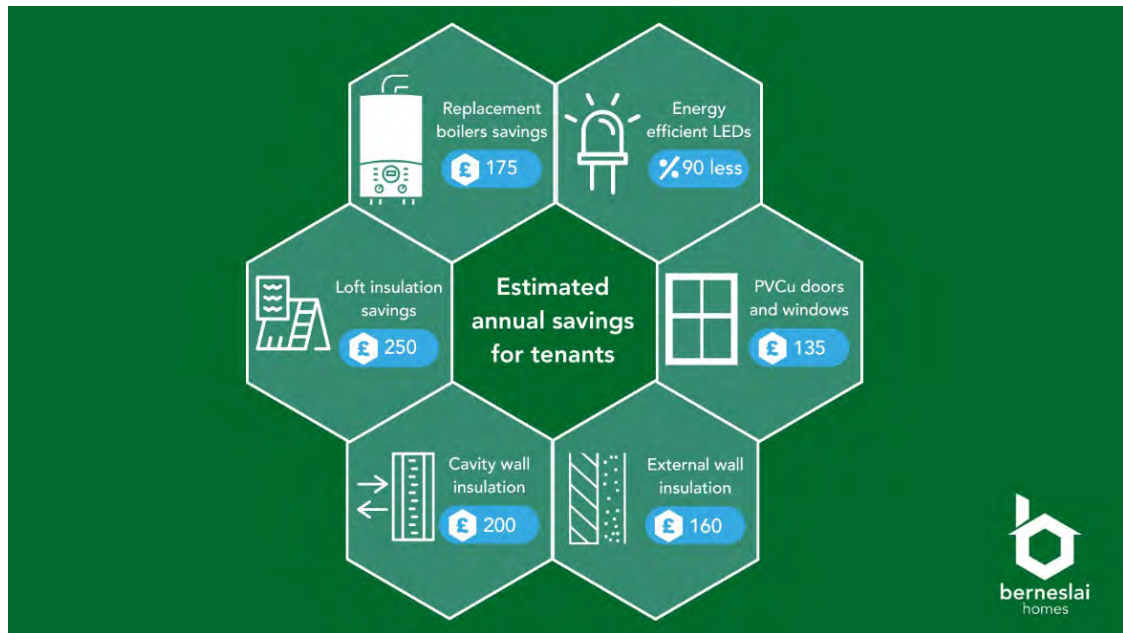 Replacement
boilers savings
£ 175
Energy
efficient LEDs
% 90 less
Loft insulation
savings
£ 250
Estimated
annual savings
for tenants
PVCu doors
and windows
£ 135
Cavity wall
insulation
£ 200
External wall
insulation
£ 160
berneslai
homes